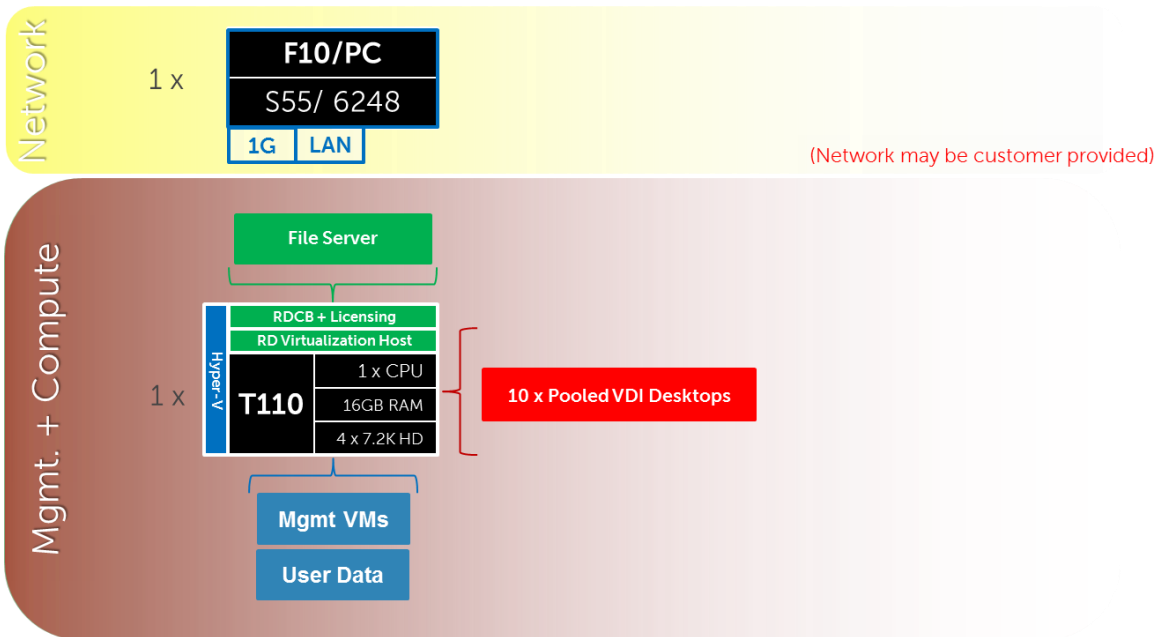 Network
1 x
F10/PC
S55/ 6248
1G
LAN
(Network may be customer provided)
Mgmt. + Compute
File Server
1 x
Hyper-V
RDCB + Licensing
RD Virtualization Host
T110
1 x CPU
16GB RAM
4 x 7.2K HD
10 x Pooled VDI Desktops
Mgmt VMs
User Data